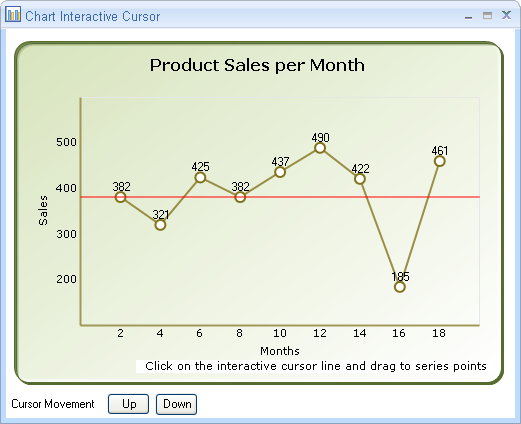 Chart Interactive Cursor
Product Sales per Month
490
461
437
425
422
382
382
321
185
500
400
300
200
Sales
2 4 6 8 10 12 14 16 18
Months
Click on the interactive cursor line and drag to series points
Cursor Movement Up Down